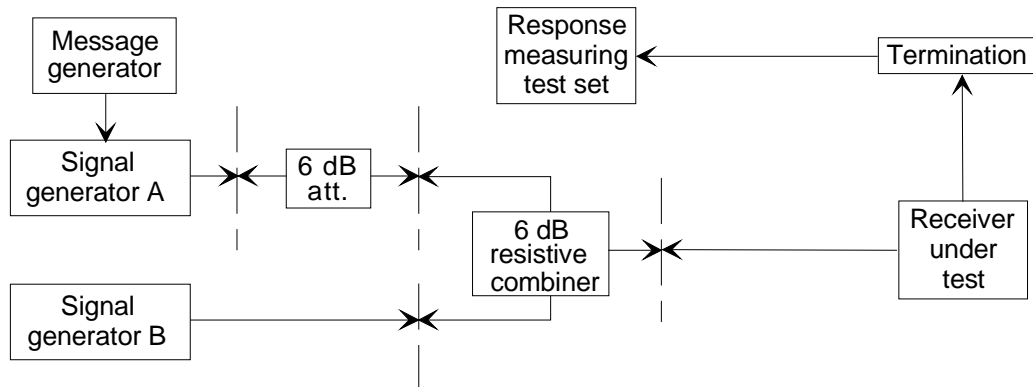 Message
generator
Response
measuring
test set
Termination
Signal
generator A
6 dB
att.
6 dB
resistive
combiner
Receiver
under
test
Signal
generator B